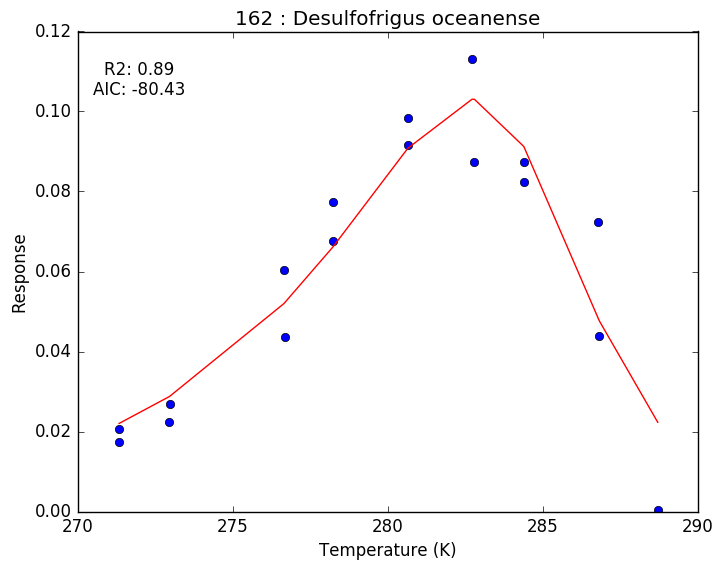 162 : Desulfofrigus oceanense
R2: 0.89
AIC: -80.43
Response
0.12
0.10
0.08
0.06
0.04
0.02
0.00
270
275
280
285
290
Temperature (K)